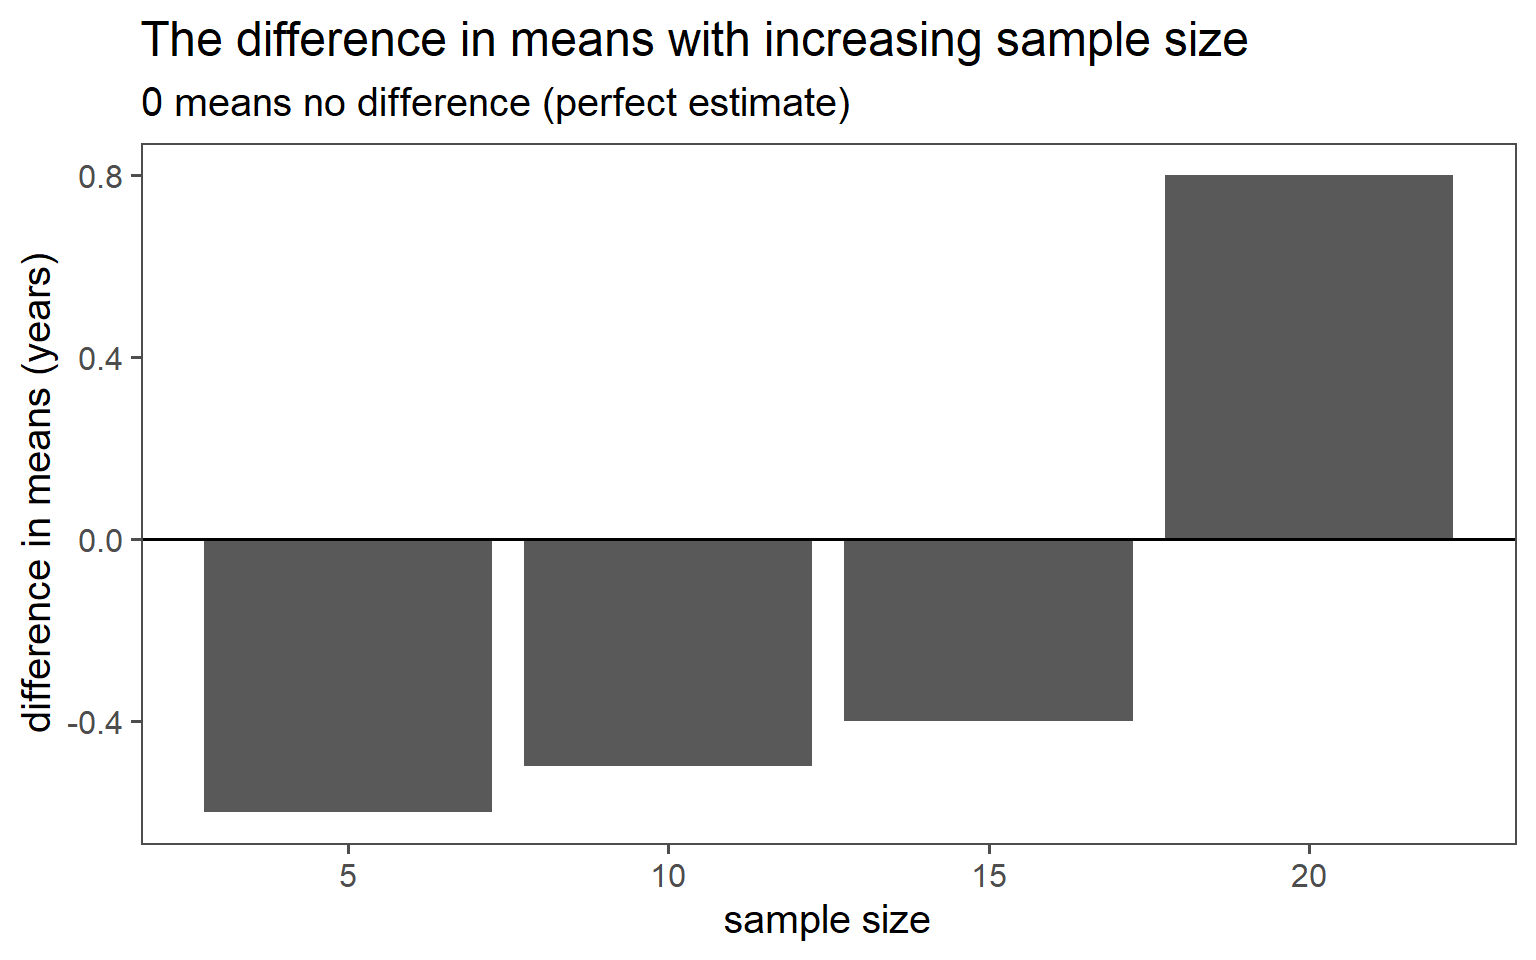 The difference in means with increasing sample size
0 means no difference (perfect estimate)
difference in means (years)
0.8
0.4
0.0
-0.4
5 10 15 20
sample size